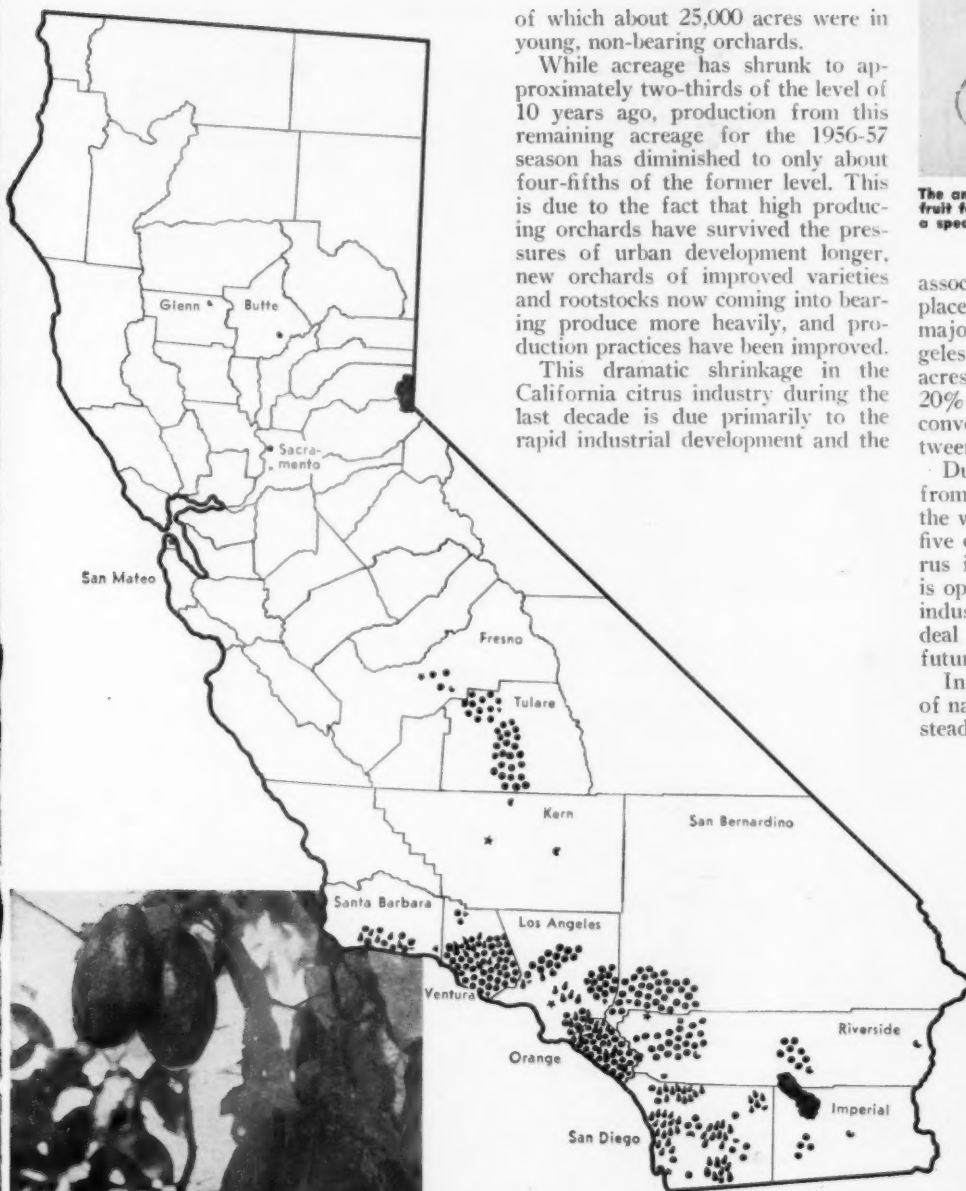 of which about 25,000 acres were in
young, non-bearing orchards.
While acreage has shrunk to ap-
proximately two-thirds of the level of
10 years ago, production from this
remaining acreage for the 1956-57
season has diminished to only about
four-fifths of the former level. This
is due to the fact that high produc-
ing orchards have survived the pres-
sures of urban development longer,
new orchards of improved varieties
and rootstocks now coming into bear-
ing produce more heavily, and pro-
duction practices have been improved.
This dramatic shrinkage in the
California citrus industry during the
last decade is due primarily to the
rapid industrial development and the
The an
fruit fo
a spec
assoc
place
major
geles
acres
20%
conve
tween
Du
from
the w
five c
rus i
is op
indus
deal
futur
In
of na
stead
Glenn
Butte
Sacra-
mento
San Mateo
Fresno
Tulare
Kern
San Bernardino
Santa Barbara
Los Angeles
Ventura
Riverside
Orange
Imperial
San Diego